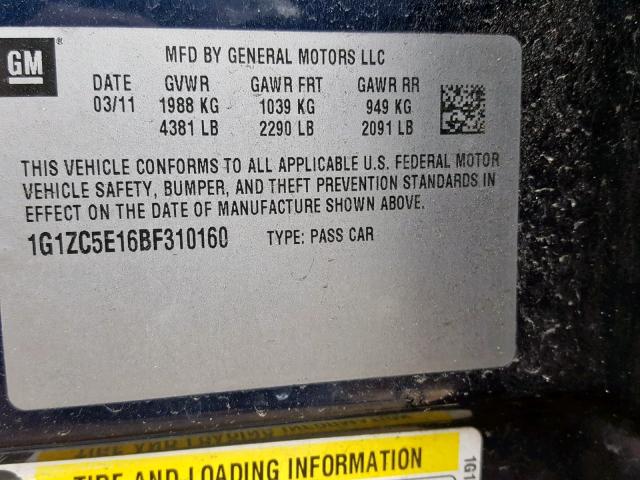 GM ®
MFD BY GENERAL MOTORS LLC
DATE GVWR GAWR FRT GAWR RR
03/11 1988 KG 1039 KG 949 KG
4381 LB 2290 LB 2091 LB
THIS VEHICLE CONFORMS TO ALL APPLICABLE U.S. FEDERAL MOTOR
VEHICLE SAFETY, BUMPER, AND THEFT PREVENTION STANDARDS IN
EFFECT ON THE DATE OF MANUFACTURE SHOWN ABOVE.
1G1ZC5E16BF310160 TYPE: PASS CAR
TIRE AND LOADING INFORMATION
1G1